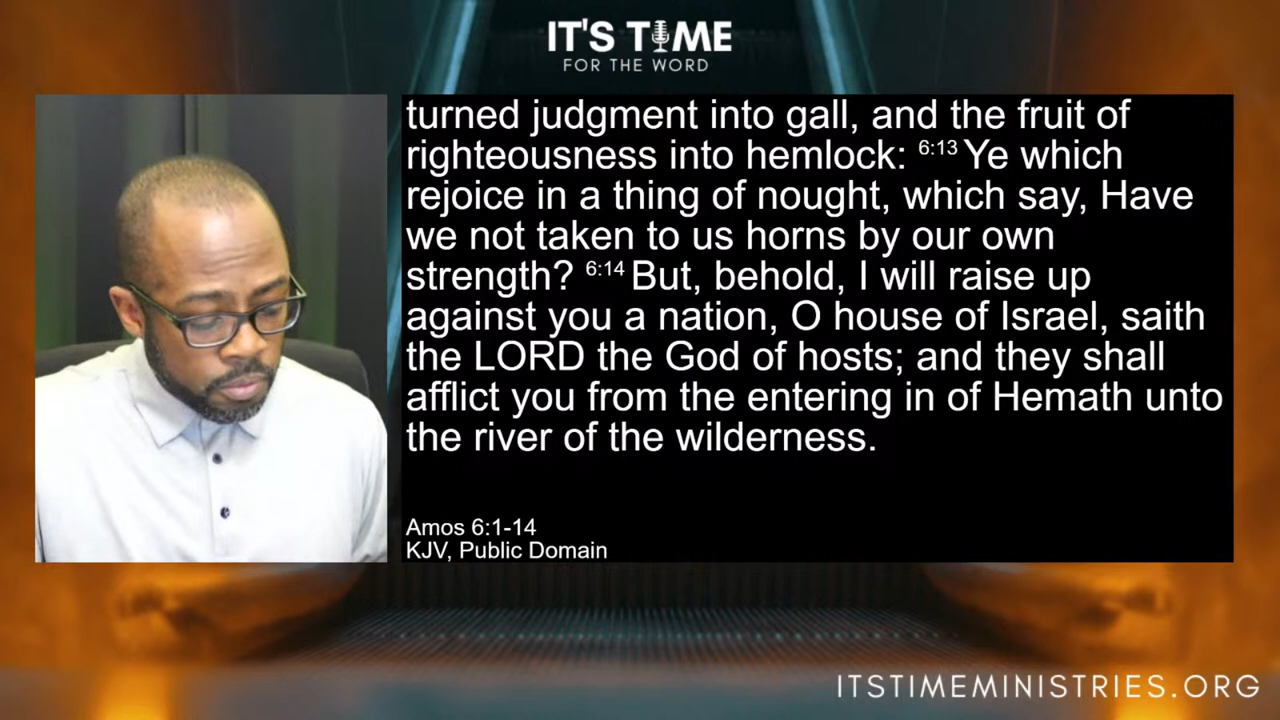 IT'S TIME
FOR THE WORD
turned judgment into gall, and the fruit of
righteousness into hemlock: 6:13 Ye which
rejoice in a thing of nought, which say, Have
we not taken to us horns by our own
strength? 6:14 But, behold, I will raise up
against you a nation, O house of Israel, saith
the LORD the God of hosts; and they shall
afflict you from the entering in of Hemath unto
the river of the wilderness.
Amos 6:1-14
KJV, Public Domain
ITSTIMEMINISTRIES.ORG